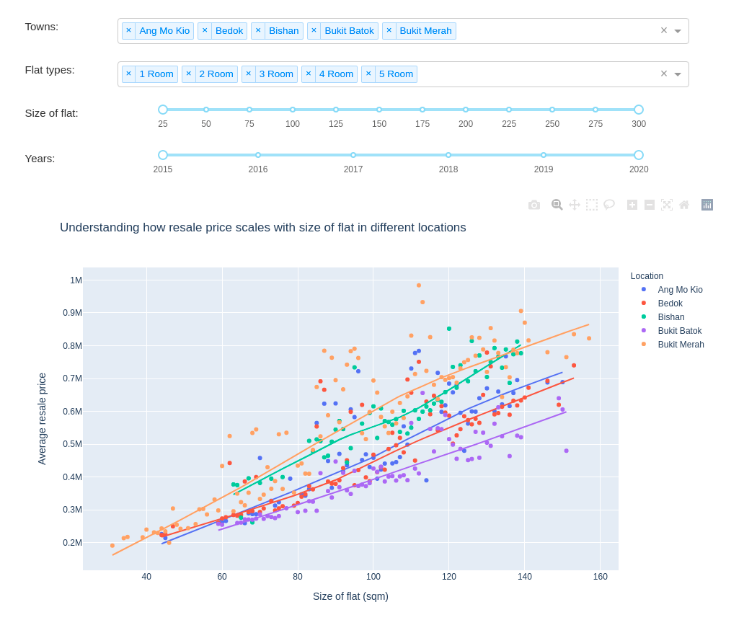 Towns:
× Ang Mo Kio × Bedok × Bishan × Bukit Batok × Bukit Merah ×
Flat types:
× 1 Room × 2 Room × 3 Room × 4 Room × 5 Room ×
Size of flat:
25 50 75 100 125 150 175 200 225 250 275 300
Years:
2015 2016 2017 2018 2019 2020
Understanding how resale price scales with size of flat in different locations
Location
Ang Mo Kio
Bedok
Bishan
Bukit Batok
Bukit Merah
Average resale price
1M
0.9M
0.8M
0.7M
0.6M
0.5M
0.4M
0.3M
0.2M
40 60 80 100 120 140 160
Size of flat (sqm)